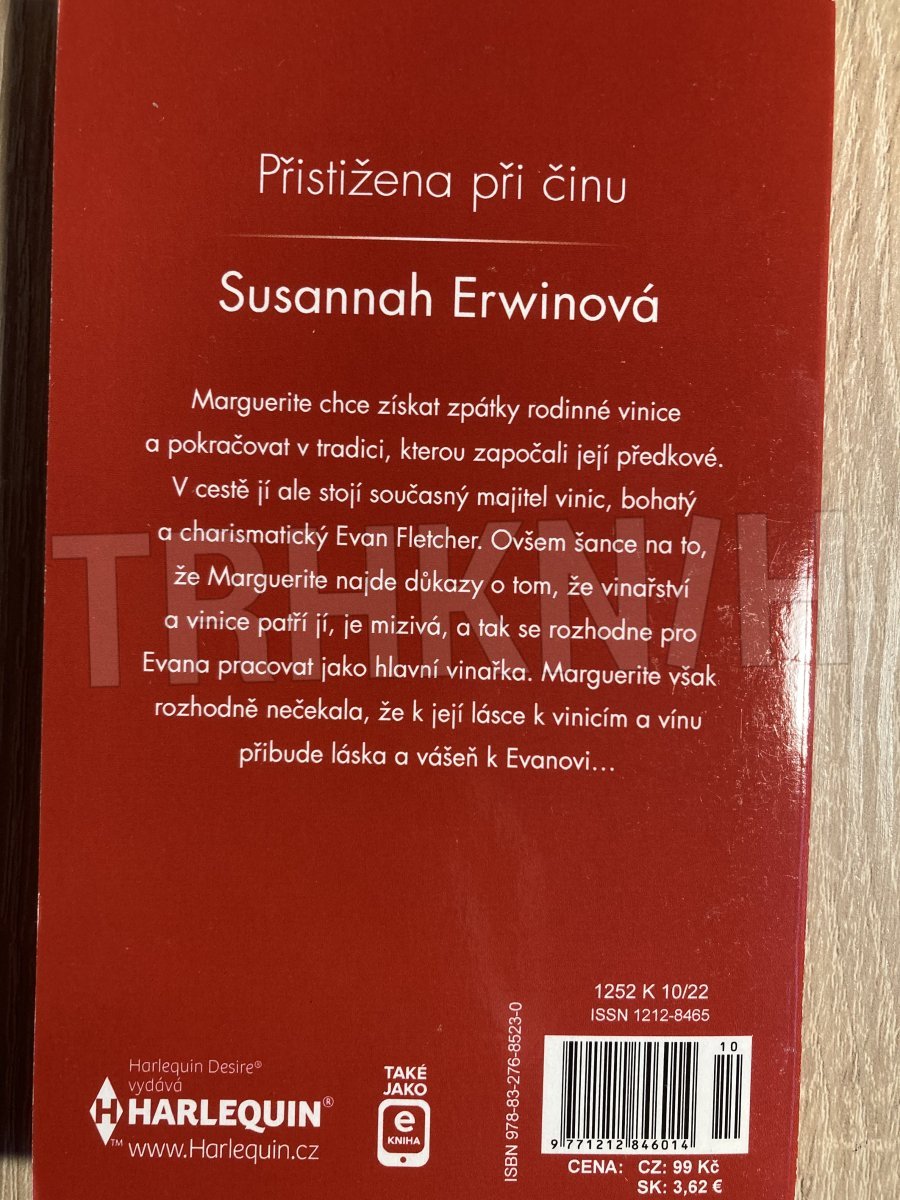 Přistižena při činu
Susannah Erwinová
Marguerite chce získat zpátky rodinné vinice
a pokračovat v tradici, kterou započali její předkové.
V cestě jí ale stojí současný majitel vinic, bohatý
a charismatický Evan Fletcher. Ovšem šance na to,
že Marguerite najde důkazy o tom, že vinařství
a vinice patří jí, je mizivá, a tak se rozhodne pro
Evana pracovat jako hlavní vinařka. Marguerite však
rozhodně nečekala, že k její lásce k vinicím a vínu
přibude láska a vášeň k Evanovi...
TRHKNIH
Harlequin Desire®
vydává
HARLEQUIN®
™ www.Harlequin.cz
TAKÉ
JAKO
e
KNIHA
ISBN 978-83-276-8523-0
1252 K 10/22
ISSN 1212-8465
10
9 771212 846014
CENA: CZ: 99 Kč
SK: 3,62 €